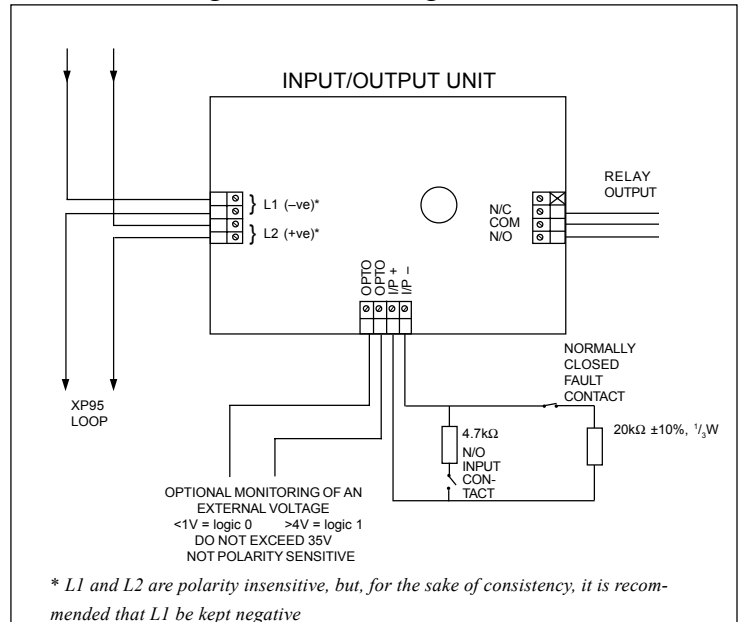 INPUT/OUTPUT UNIT
L1 (–ve)*
L2 (+ve)*
RELAY
OUTPUT
N/C
COM
N/O
OPTO
OPTO
I/P +
I/P –
XP95
LOOP
NORMALLY
CLOSED
FAULT
CONTACT
4.7kΩ
N/O
INPUT
CON-
TACT
20kΩ ±10%, 1/3W
OPTIONAL MONITORING OF AN
EXTERNAL VOLTAGE
<1V = logic 0 >4V = logic 1
DO NOT EXCEED 35V
NOT POLARITY SENSITIVE
* L1 and L2 are polarity insensitive, but, for the sake of consistency, it is recom-
mended that L1 be kept negative